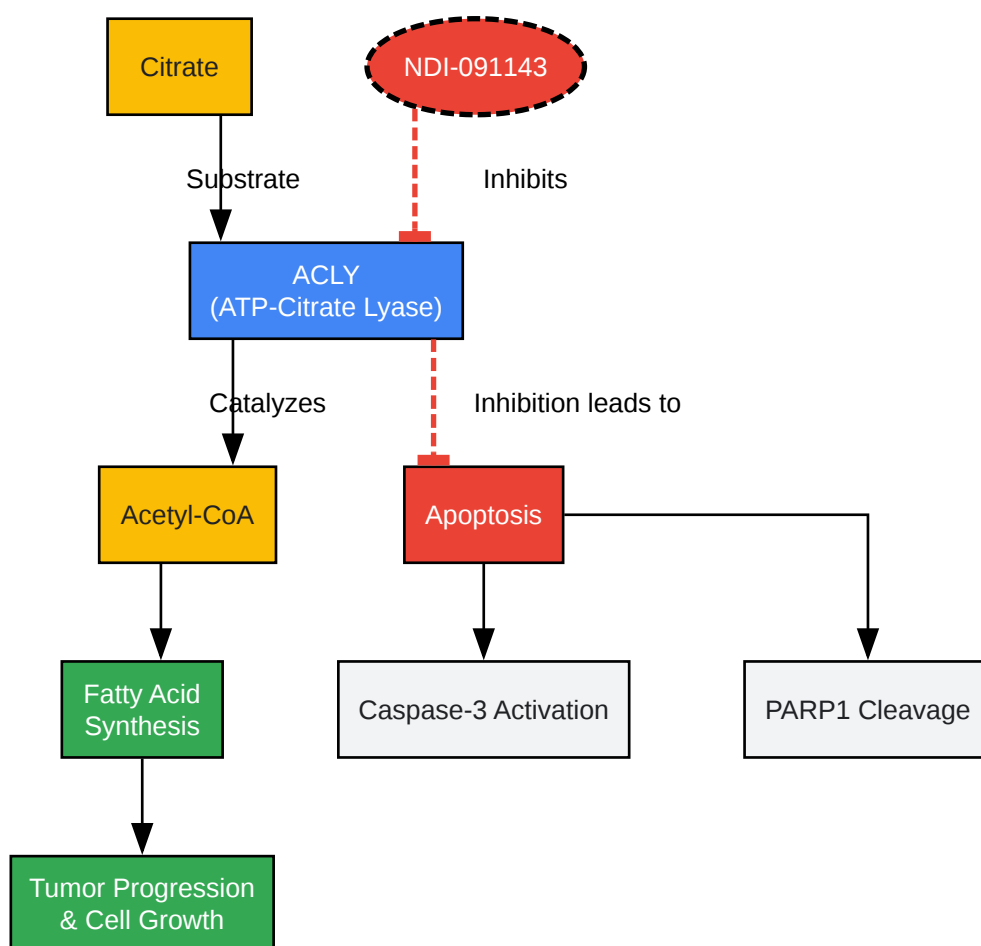 Citrate
NDI-091143
Substrate
Inhibits
ACLY
(ATP-Citrate Lyase)
Catalyzes
Inhibition leads to
Acetyl-CoA
Apoptosis
Fatty Acid
Synthesis
Caspase-3 Activation
PARP1 Cleavage
Tumor Progression
& Cell Growth